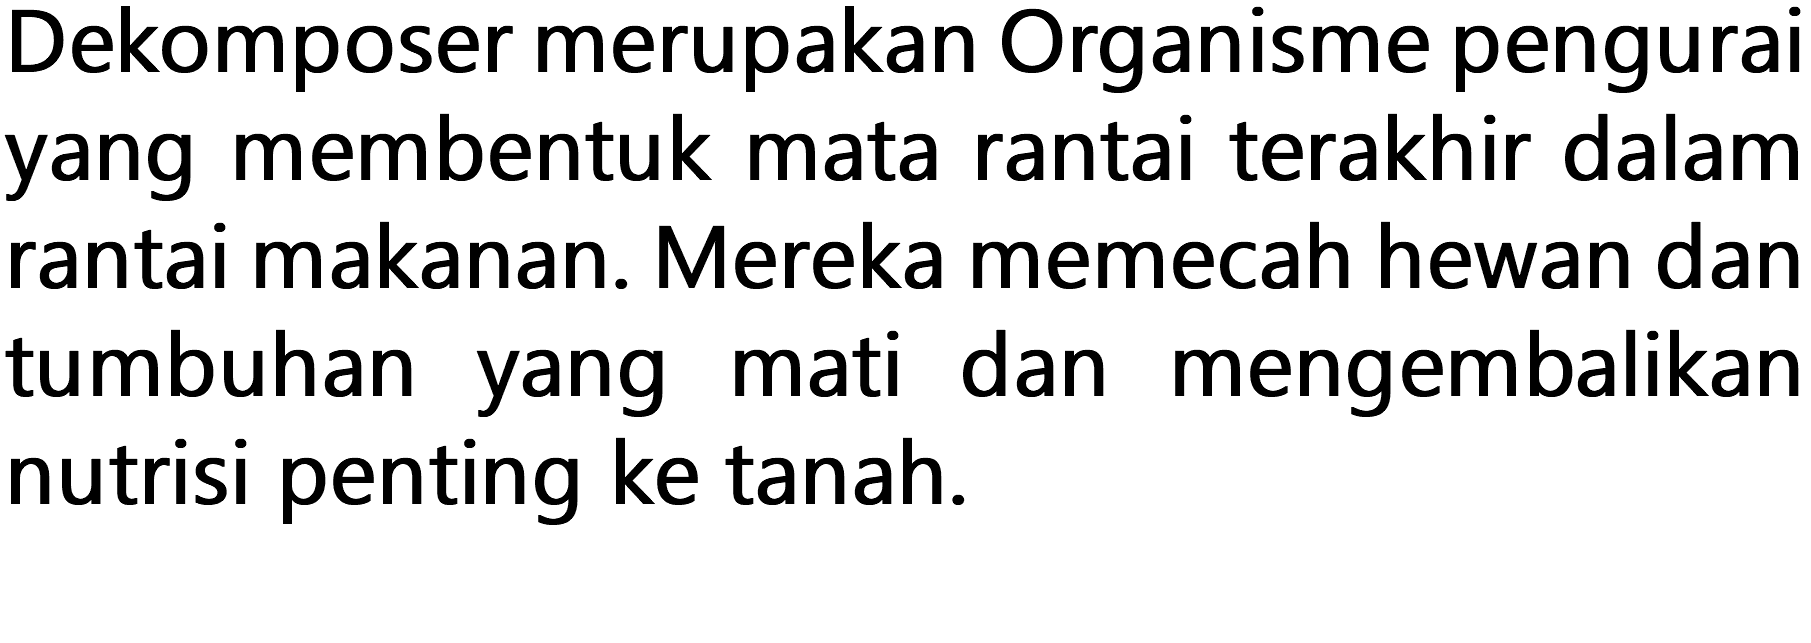 Dekomposer merupakan Organisme pengurai
yang membentuk mata rantai terakhir dalam
rantai makanan. Mereka memecah hewan dan
tumbuhan yang mati dan mengembalikan
nutrisi penting ke tanah.